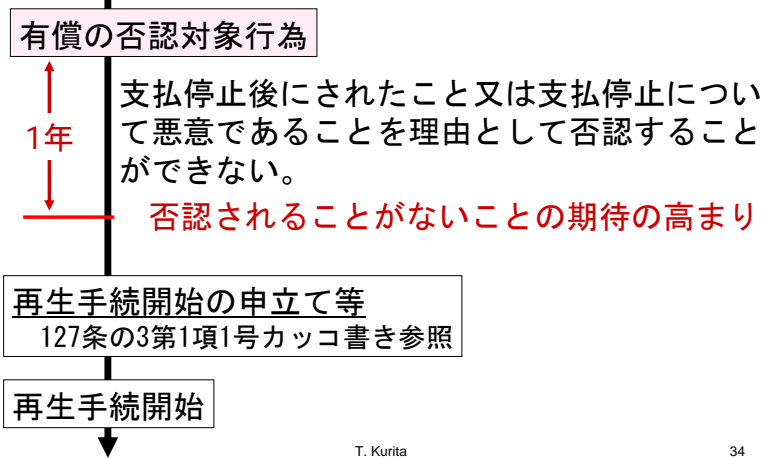 有償の否認対象行為
支払停止後にされたこと又は支払停止につい
1年
て悪意であることを理由として否認すること
ができない。
否認されることがないことの期待の高まり
再生手続開始の申立て等
127条の3第1項1号カッコ書き参照
再生手続開始
T. Kurita
34